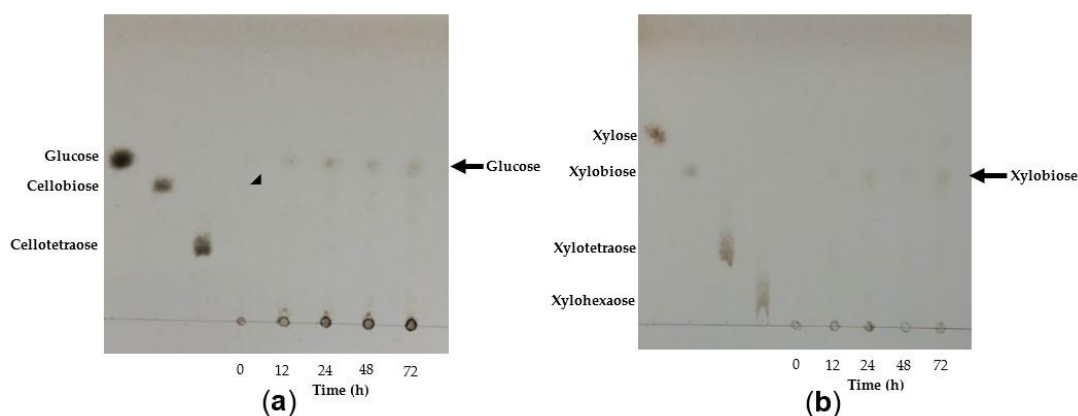 Glucose
Cellobiose
Cellotetraose
Glucose
0 12 24 48 72
Time (h)
(a)
Xylose
Xylobiose
Xylotetraose
Xylohexaose
Xylobiose
0 12 24 48 72
Time (h)
(b)